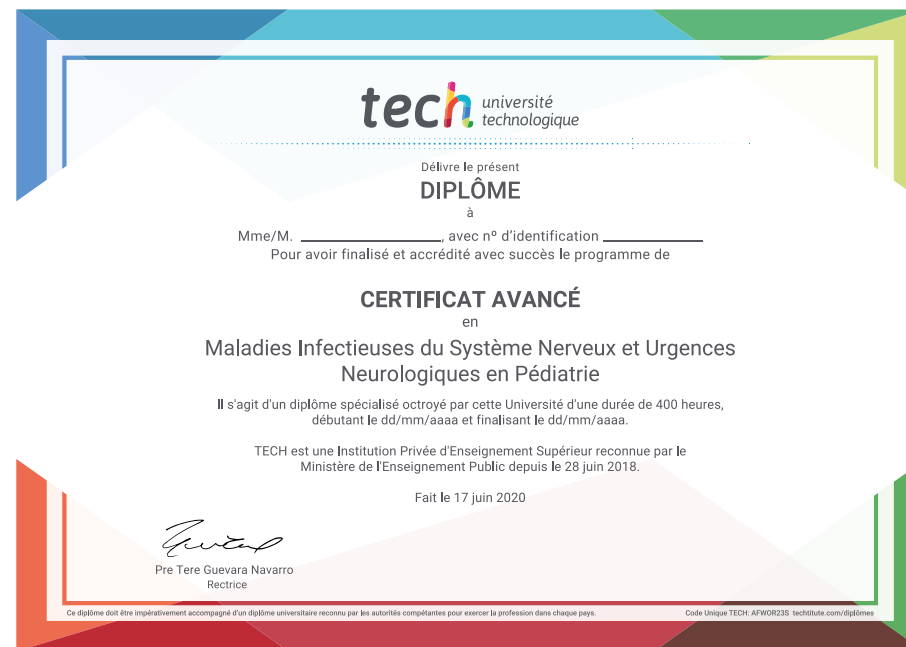 tech université
technologique
Délivre le présent
DIPLÔME
à
Mme/M. ____________________, avec nº d'identification ______________
Pour avoir finalisé et accrédité avec succès le programme de
CERTIFICAT AVANCÉ
en
Maladies Infectieuses du Système Nerveux et Urgences
Neurologiques en Pédiatrie
Il s'agit d'un diplôme spécialisé octroyé par cette Université d'une durée de 400 heures,
débutant le dd/mm/aaaa et finalisant le dd/mm/aaaa.
TECH est une Institution Privée d'Enseignement Supérieur reconnue par le
Ministère de l'Enseignement Public depuis le 28 juin 2018.
Fait le 17 juin 2020
Pre Tere Guevara Navarro
Rectrice
Ce diplôme doit être impérativement accompagné d'un diplôme universitaire reconnu par les autorités compétantes pour exercer la profession dans chaque pays.
Code Unique TECH: AFWOR23S techtitute.com/diplômes